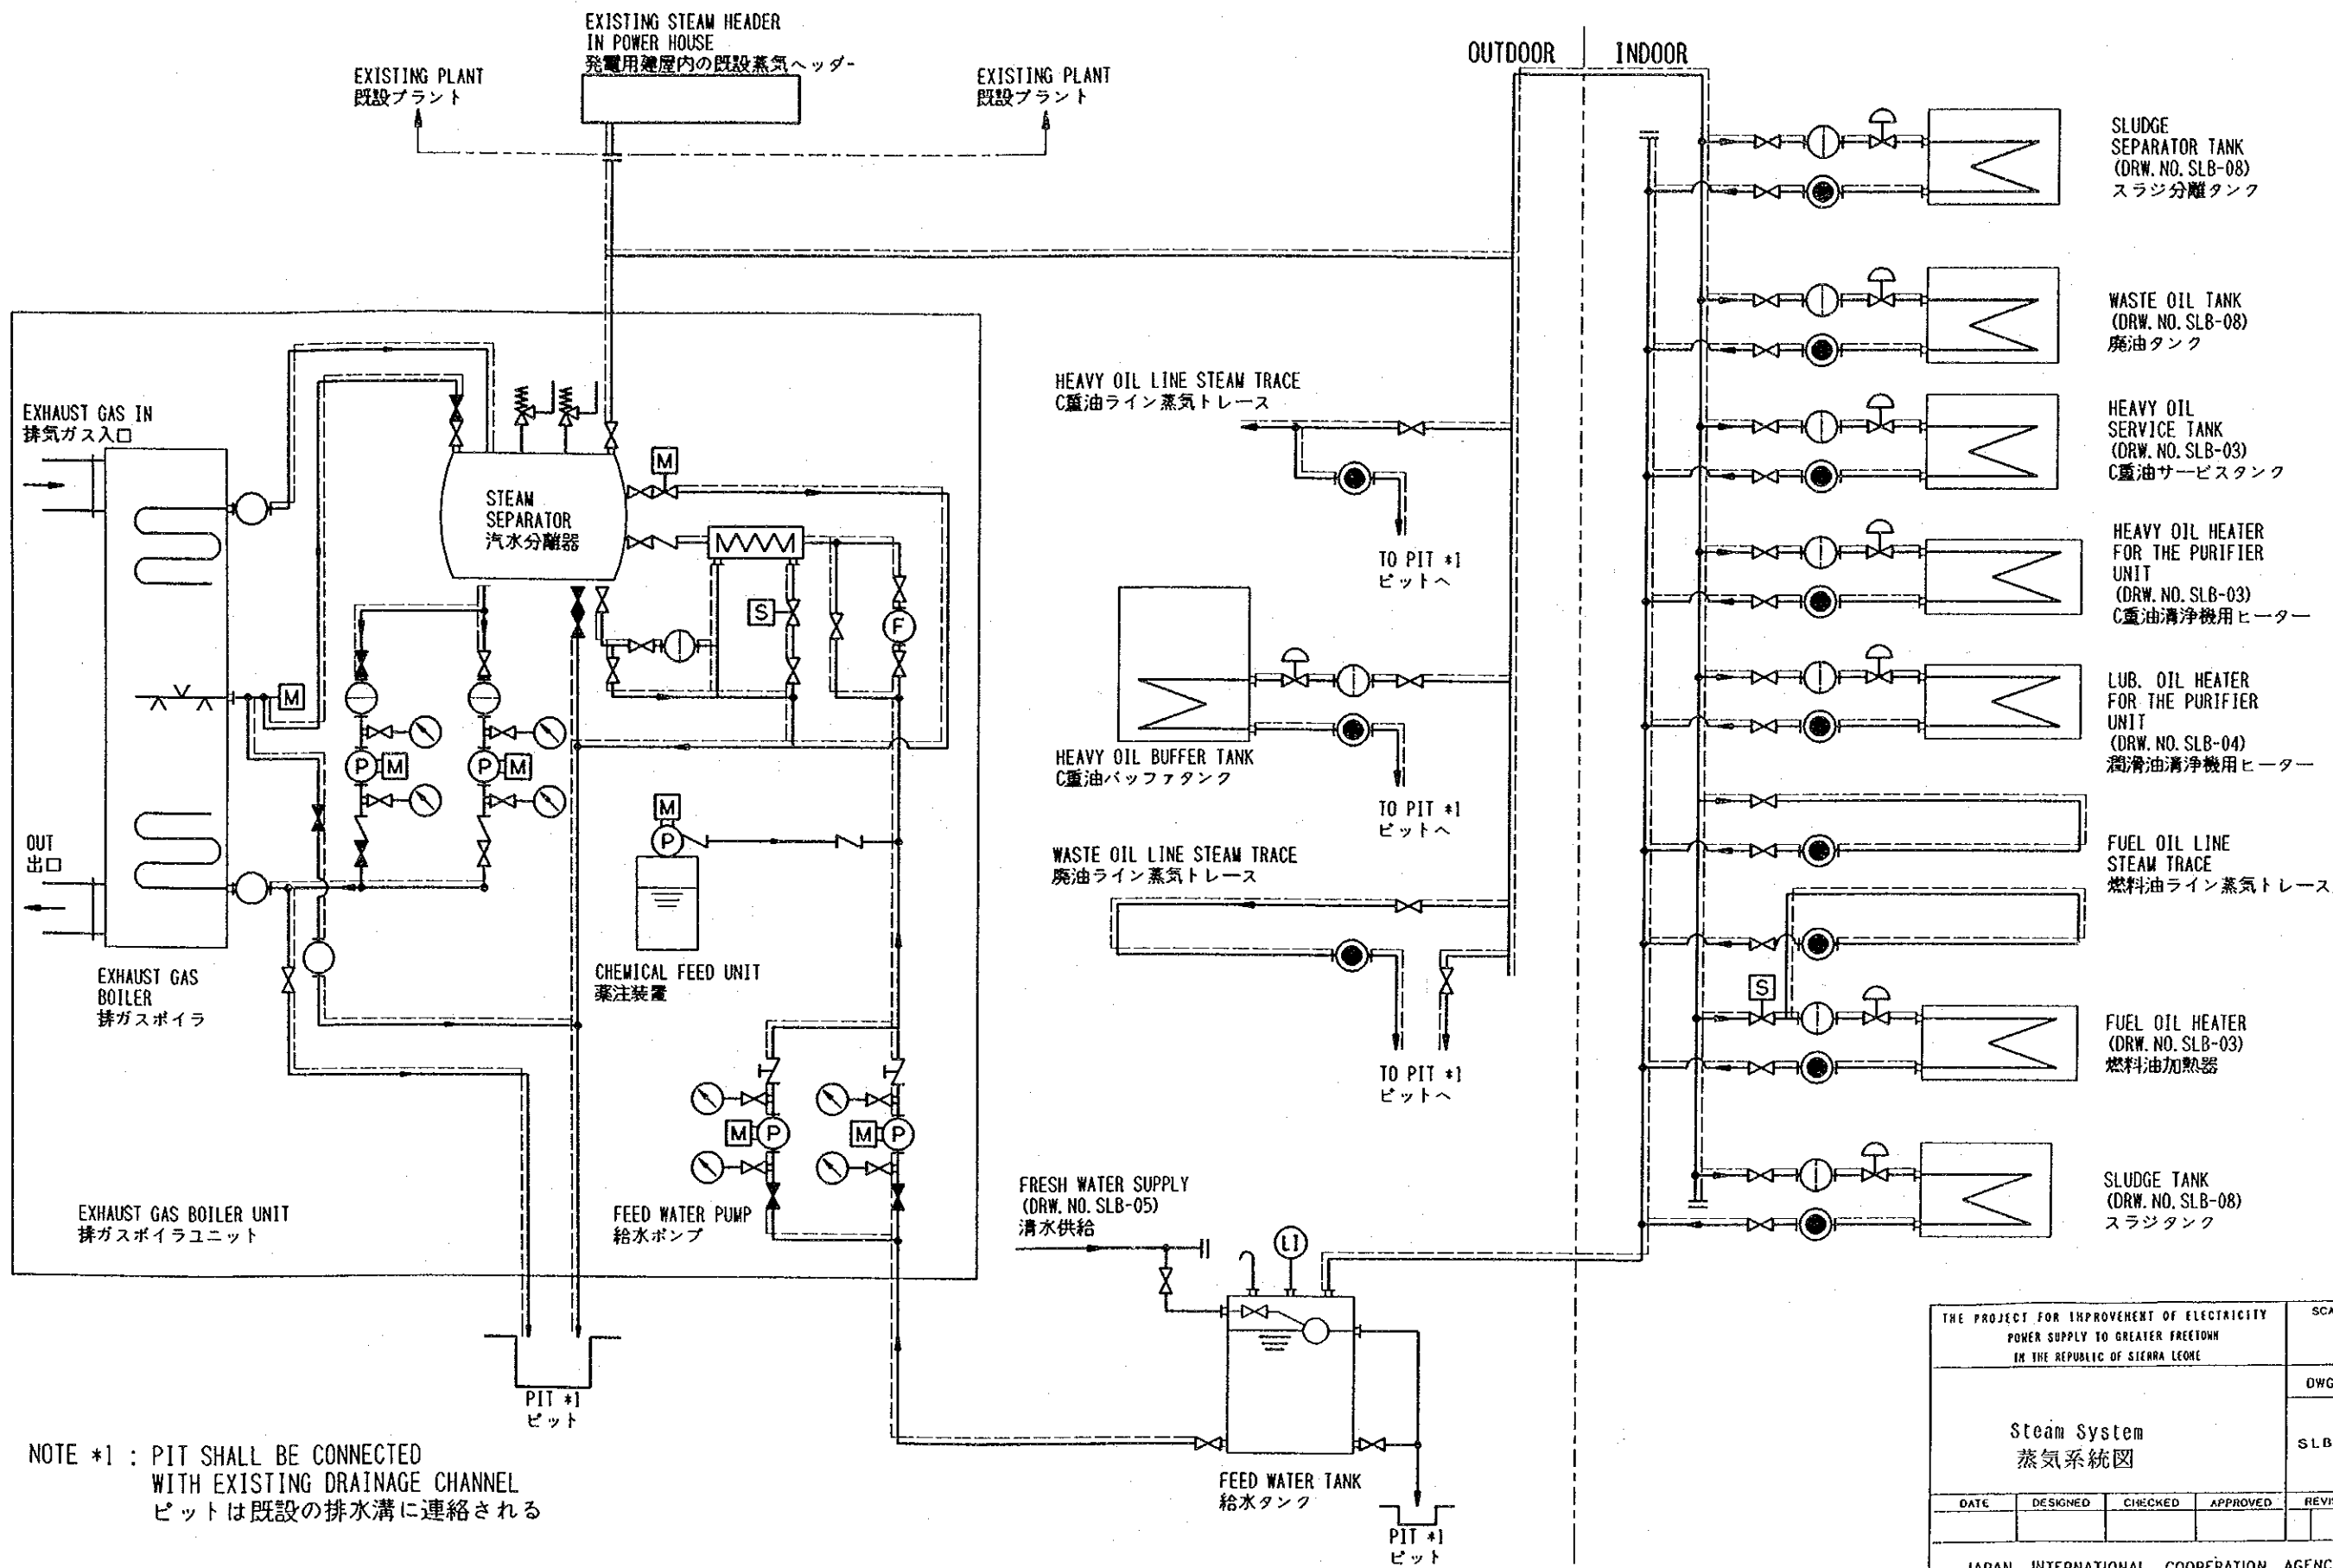 EXISTING STEAM HEADER
IN POWER HOUSE
発電用建屋内の既設蒸気ヘッダー
EXISTING PLANT
既設プラント
EXISTING PLANT
既設プラント
OUTDOOR
INDOOR
SLUDGE
SEPARATOR TANK
(DRW. NO. SLB-08)
スラジ分離タンク
WASTE OIL TANK
(DRW. NO. SLB-08)
廃油タンク
HEAVY OIL
SERVICE TANK
(DRW. NO. SLB-03)
C重油サービスタンク
HEAVY OIL HEATER
FOR THE PURIFIER
UNIT
(DRW. NO. SLB-03)
C重油清浄機用ヒーター
LUB. OIL HEATER
FOR THE PURIFIER
UNIT
(DRW. NO. SLB-04)
潤滑油清浄機用ヒーター
FUEL OIL LINE
STEAM TRACE
燃料油ライン蒸気トレース
S
FUEL OIL HEATER
(DRW. NO. SLB-03)
燃料油加熱器
SLUDGE TANK
(DRW. NO. SLB-08)
スラジタンク
HEAVY OIL LINE STEAM TRACE
C重油ライン蒸気トレース
TO PIT *1
ピットへ
HEAVY OIL BUFFER TANK
C重油バッファタンク
TO PIT *1
ピットへ
WASTE OIL LINE STEAM TRACE
廃油ライン蒸気トレース
TO PIT *1
ピットへ
EXHAUST GAS IN
排気ガス入口
STEAM
SEPARATOR
汽水分離器
M
S
F
M
P M
P M
OUT
出口
M
P
CHEMICAL FEED UNIT
薬注装置
EXHAUST GAS
BOILER
排ガスボイラ
M P
M P
FEED WATER PUMP
給水ポンプ
EXHAUST GAS BOILER UNIT
排ガスボイラユニット
FRESH WATER SUPPLY
(DRW. NO. SLB-05)
清水供給
LI
FEED WATER TANK
給水タンク
PIT *1
ピット
PIT *1
ピット
NOTE *1 : PIT SHALL BE CONNECTED
WITH EXISTING DRAINAGE CHANNEL
ピットは既設の排水溝に連絡される
THE PROJECT FOR IMPROVEMENT OF ELECTRICITY
POWER SUPPLY TO GREATER FREETOWN
IN THE REPUBLIC OF SIERRA LEONE
SCA
DWG
Steam System
蒸気系統図
SLB
DATE DESIGNED CHECKED APPROVED REVI
JAPAN INTERNATIONAL COOPERATION AGENC